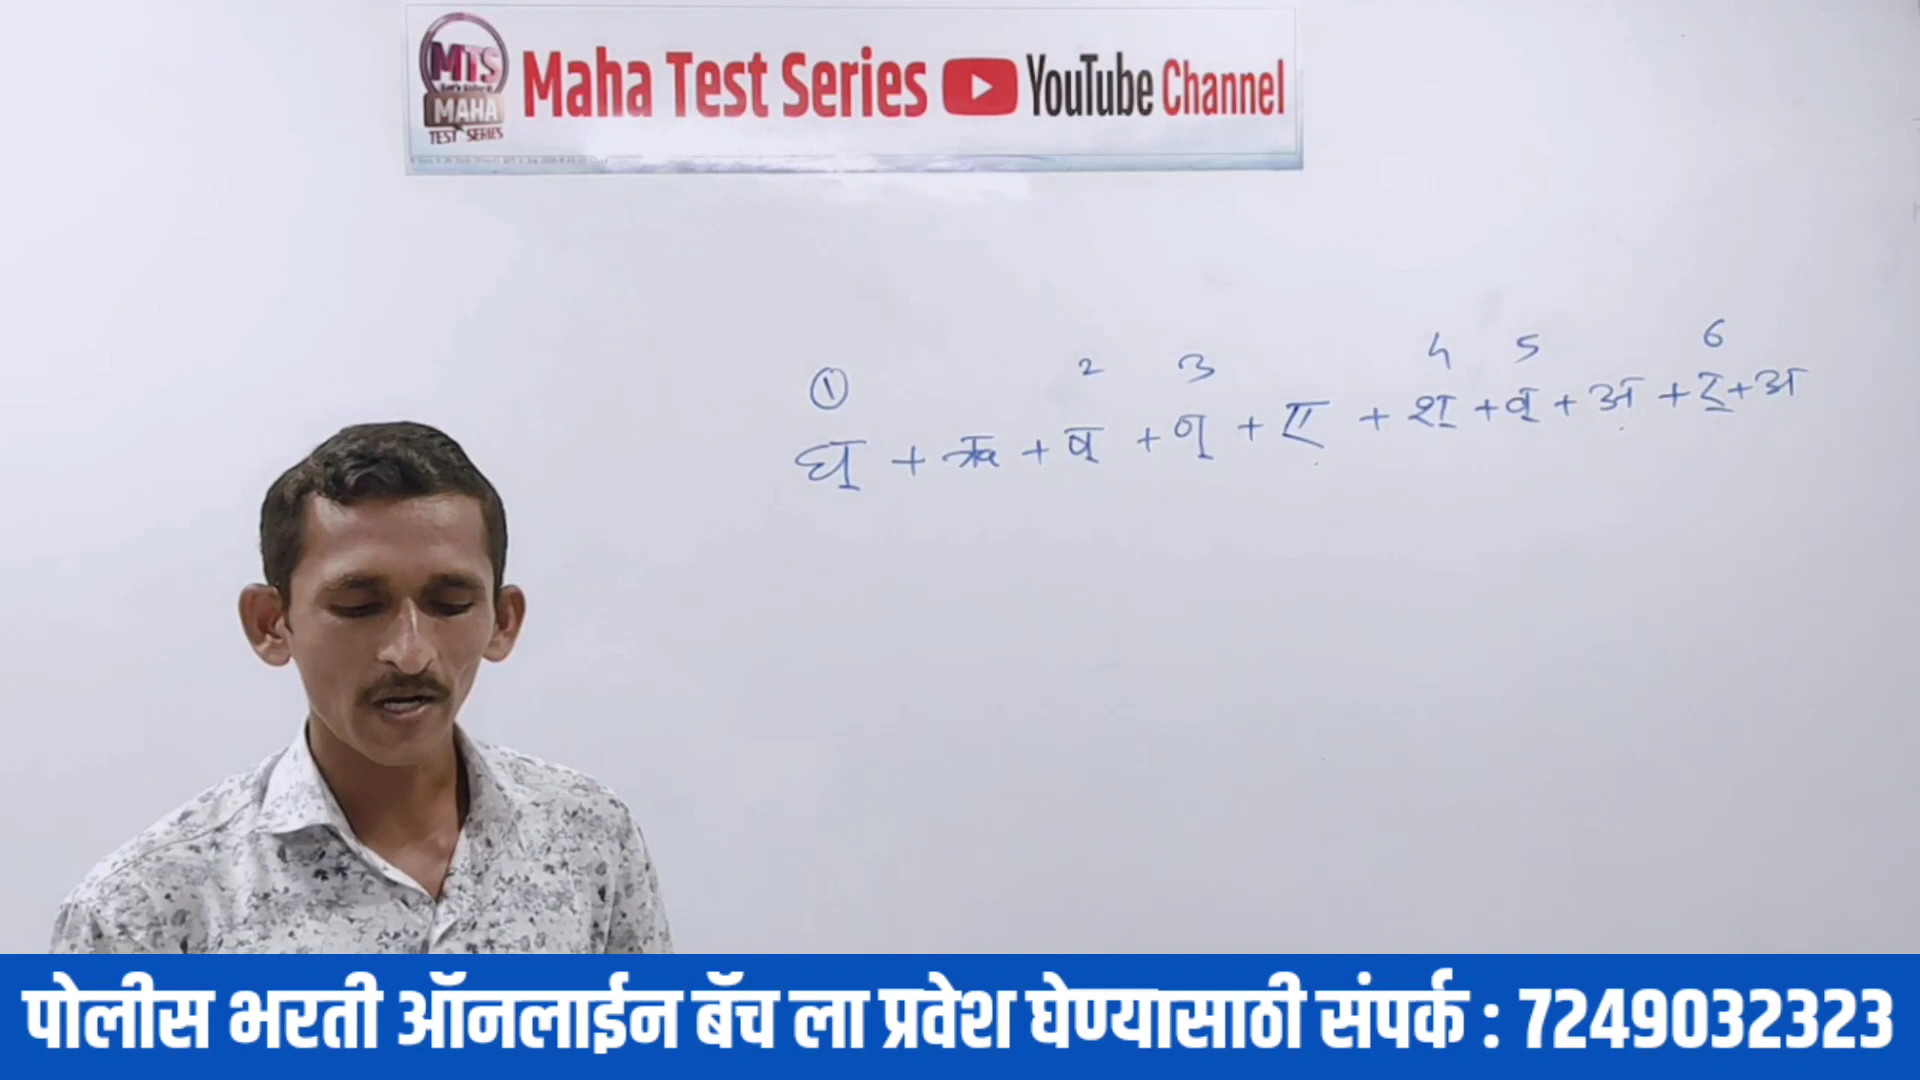 MTS
MAHA
TEST SERIES
Maha Test Series YouTube Channel
① 2 3 4 5 6
घ् + ऋ + ष् + ण् + ए + श् + व् + अ + र् + अ
पोलीस भरती ऑनलाईन बॅच ला प्रवेश घेण्यासाठी संपर्क : 7249032323